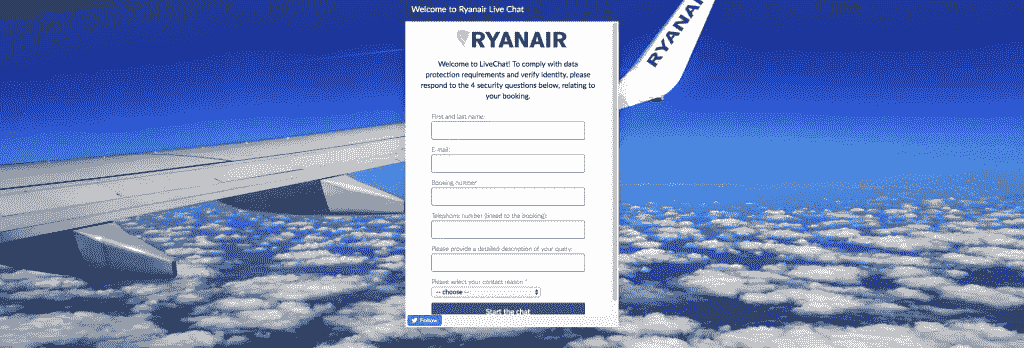 Welcome to Ryanair Live Chat
RYANAIR
RYANAIR
Welcome to LiveChat! To comply with data
protection requirements and verify identity, please
respond to the 4 security questions below, relating to
your booking.
First and last name:
E-mail:
Booking number
Telephone number (linked to the booking):
Please provide a detailed description of your query:
Please select your contact reason *
-- choose --
Start the chat
Follow